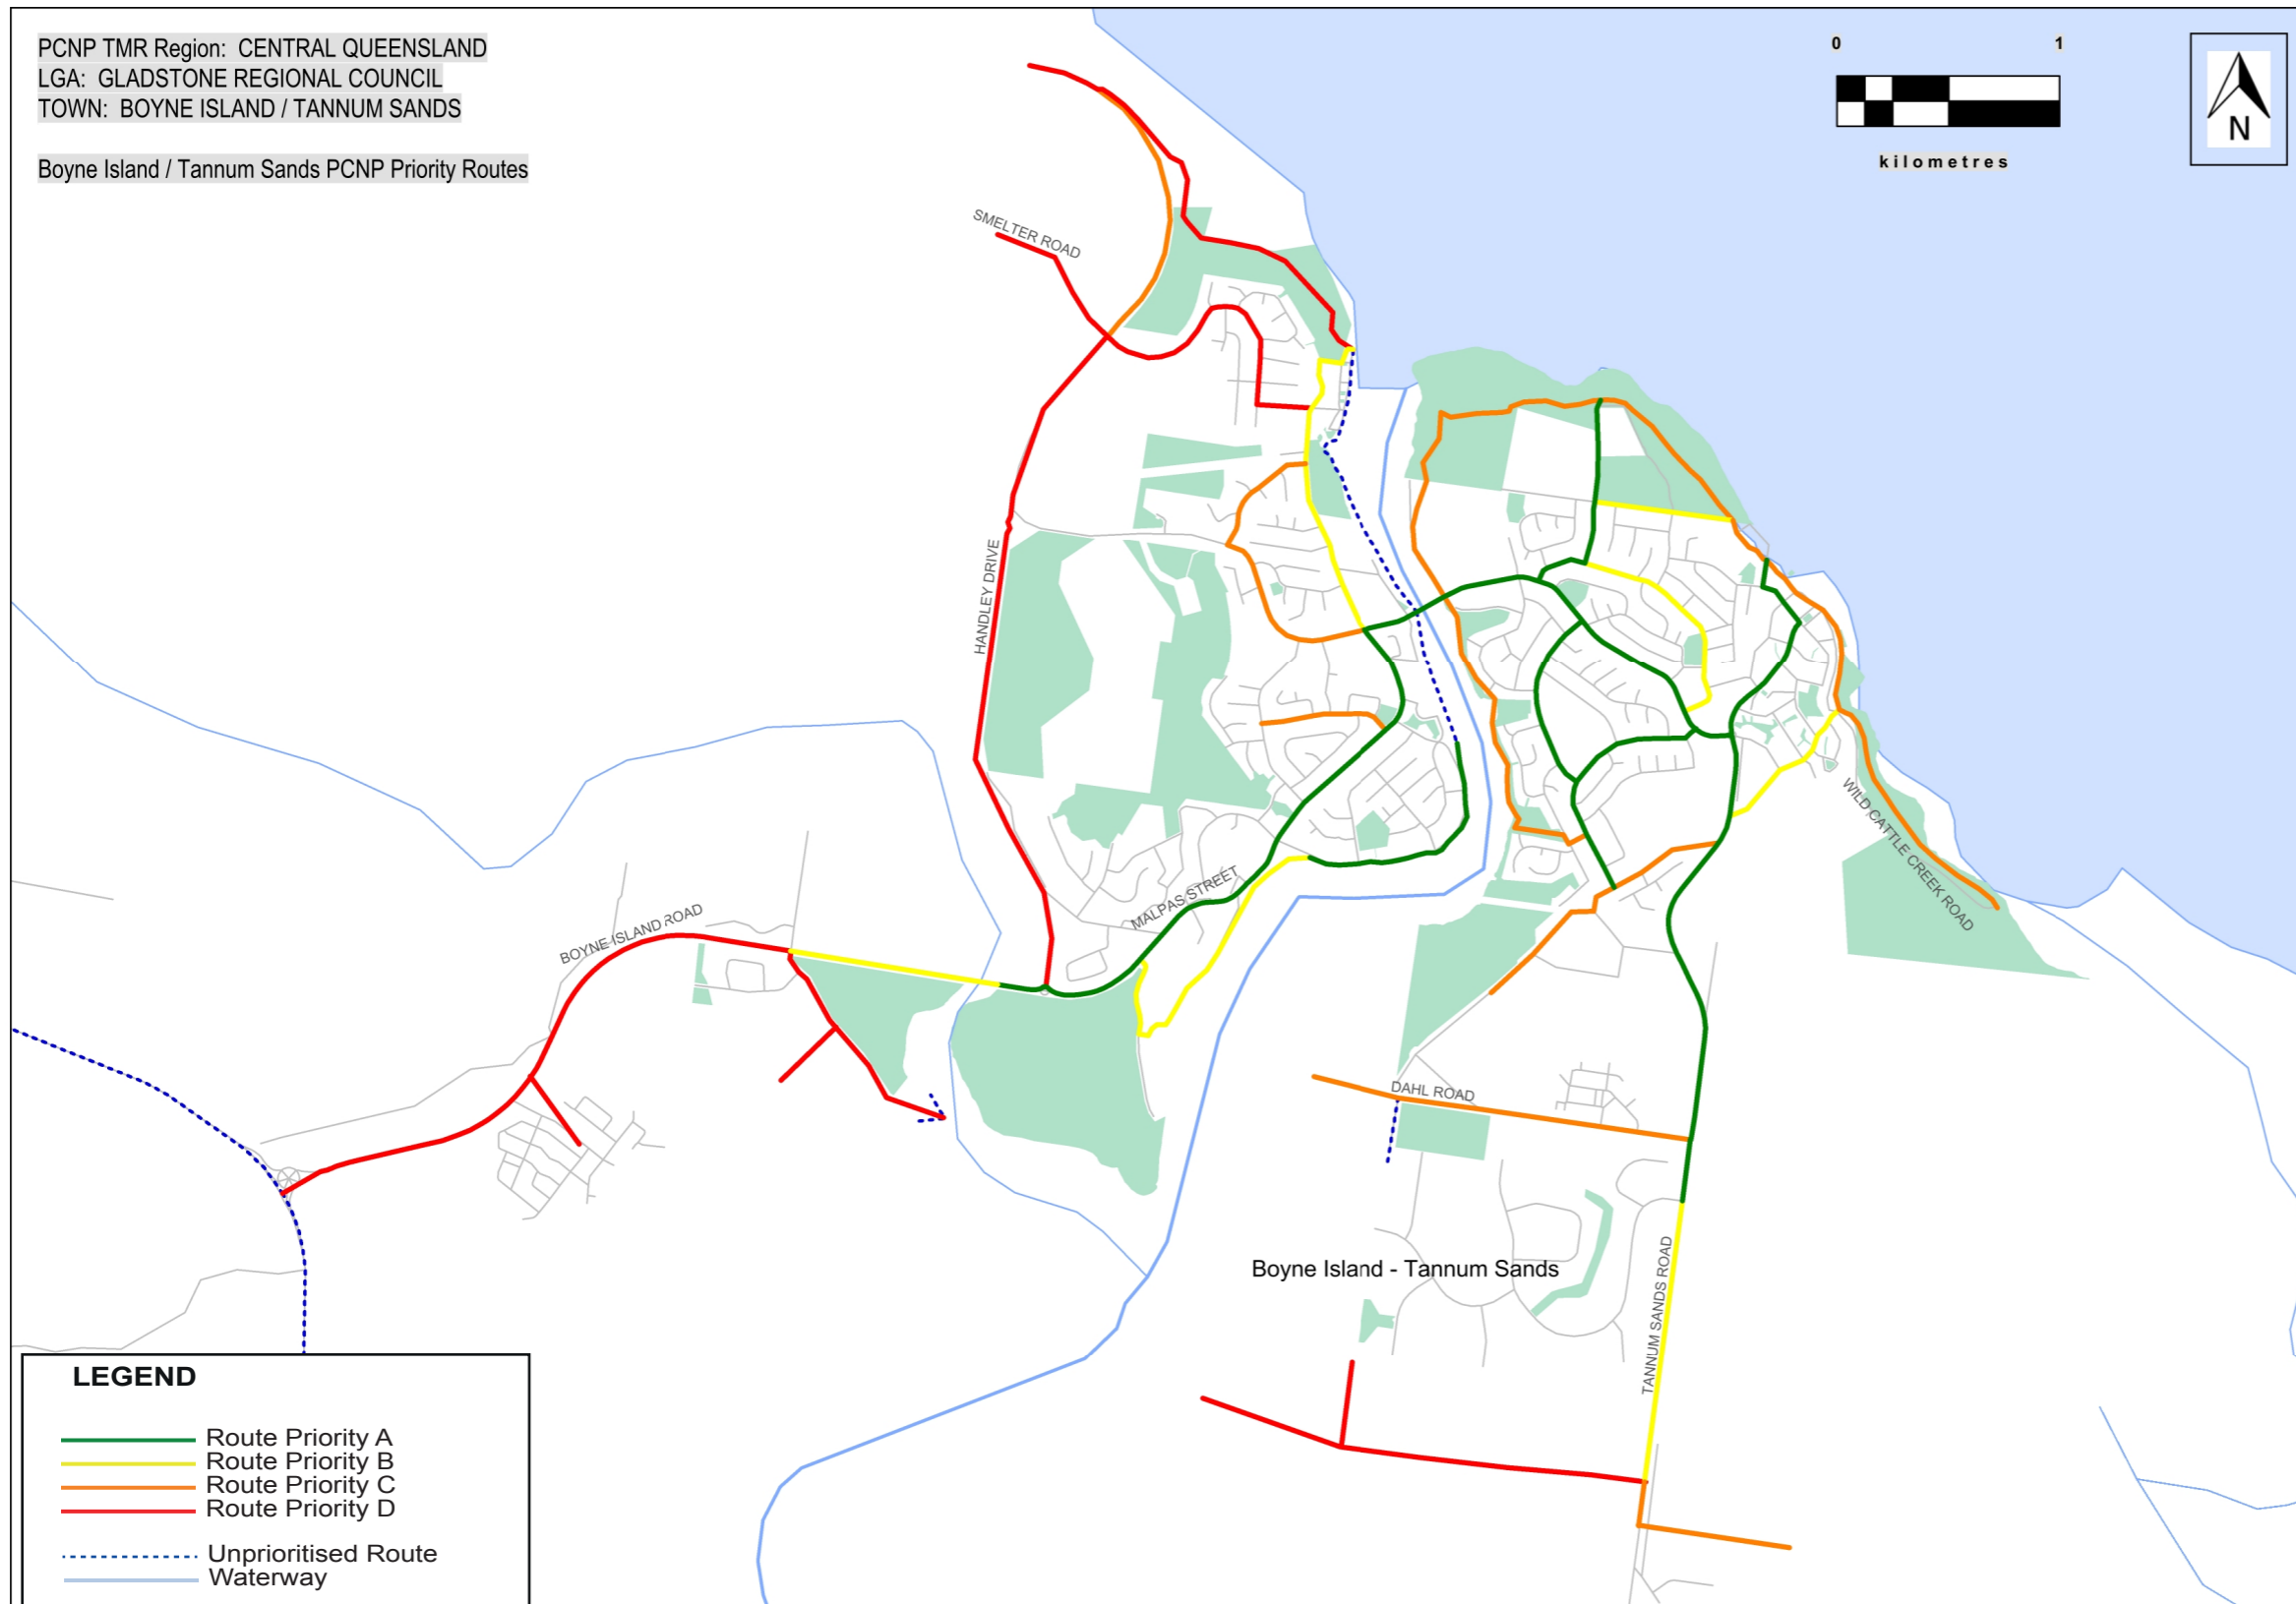 PCNP TMR Region: CENTRAL QUEENSLAND
LGA: GLADSTONE REGIONAL COUNCIL
TOWN: BOYNE ISLAND / TANNUM SANDS
Boyne Island / Tannum Sands PCNP Priority Routes
0 1
kilometres
N
SMELTER ROAD
HANDLEY DRIVE
WILD CATTLE CREEK ROAD
MALPAS STREET
BOYNE ISLAND ROAD
DAHL ROAD
Boyne Island - Tannum Sands
TANNUM SANDS ROAD
LEGEND
Route Priority A
Route Priority B
Route Priority C
Route Priority D
Unprioritised Route
Waterway